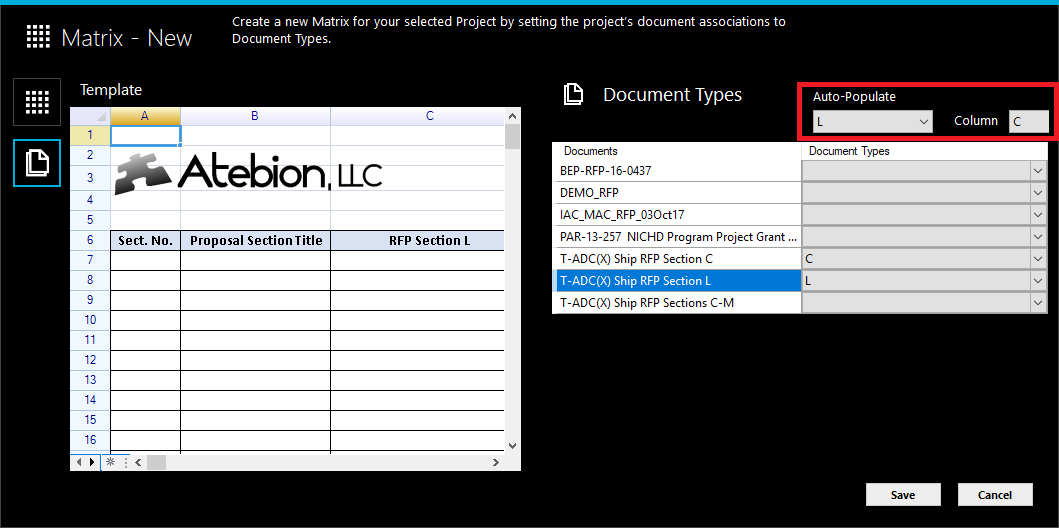 Create a new Matrix for your selected Project by setting the project's document associations to
Document Types.
Matrix - New
Template
Document Types
Auto-Populate
L
Column
C
A
B
C
1
2
3
4
5
Atebion, LLC
6 Sect. No. Proposal Section Title RFP Section L
7
8
9
10
11
12
13
14
15
16
Documents Document Types
BEP-RFP-16-0437
DEMO_RFP
IAC_MAC_RFP_03Oct17
PAR-13-257 NICHD Program Project Grant ...
T-ADC(X) Ship RFP Section C C
T-ADC(X) Ship RFP Section L L
T-ADC(X) Ship RFP Sections C-M
Save
Cancel